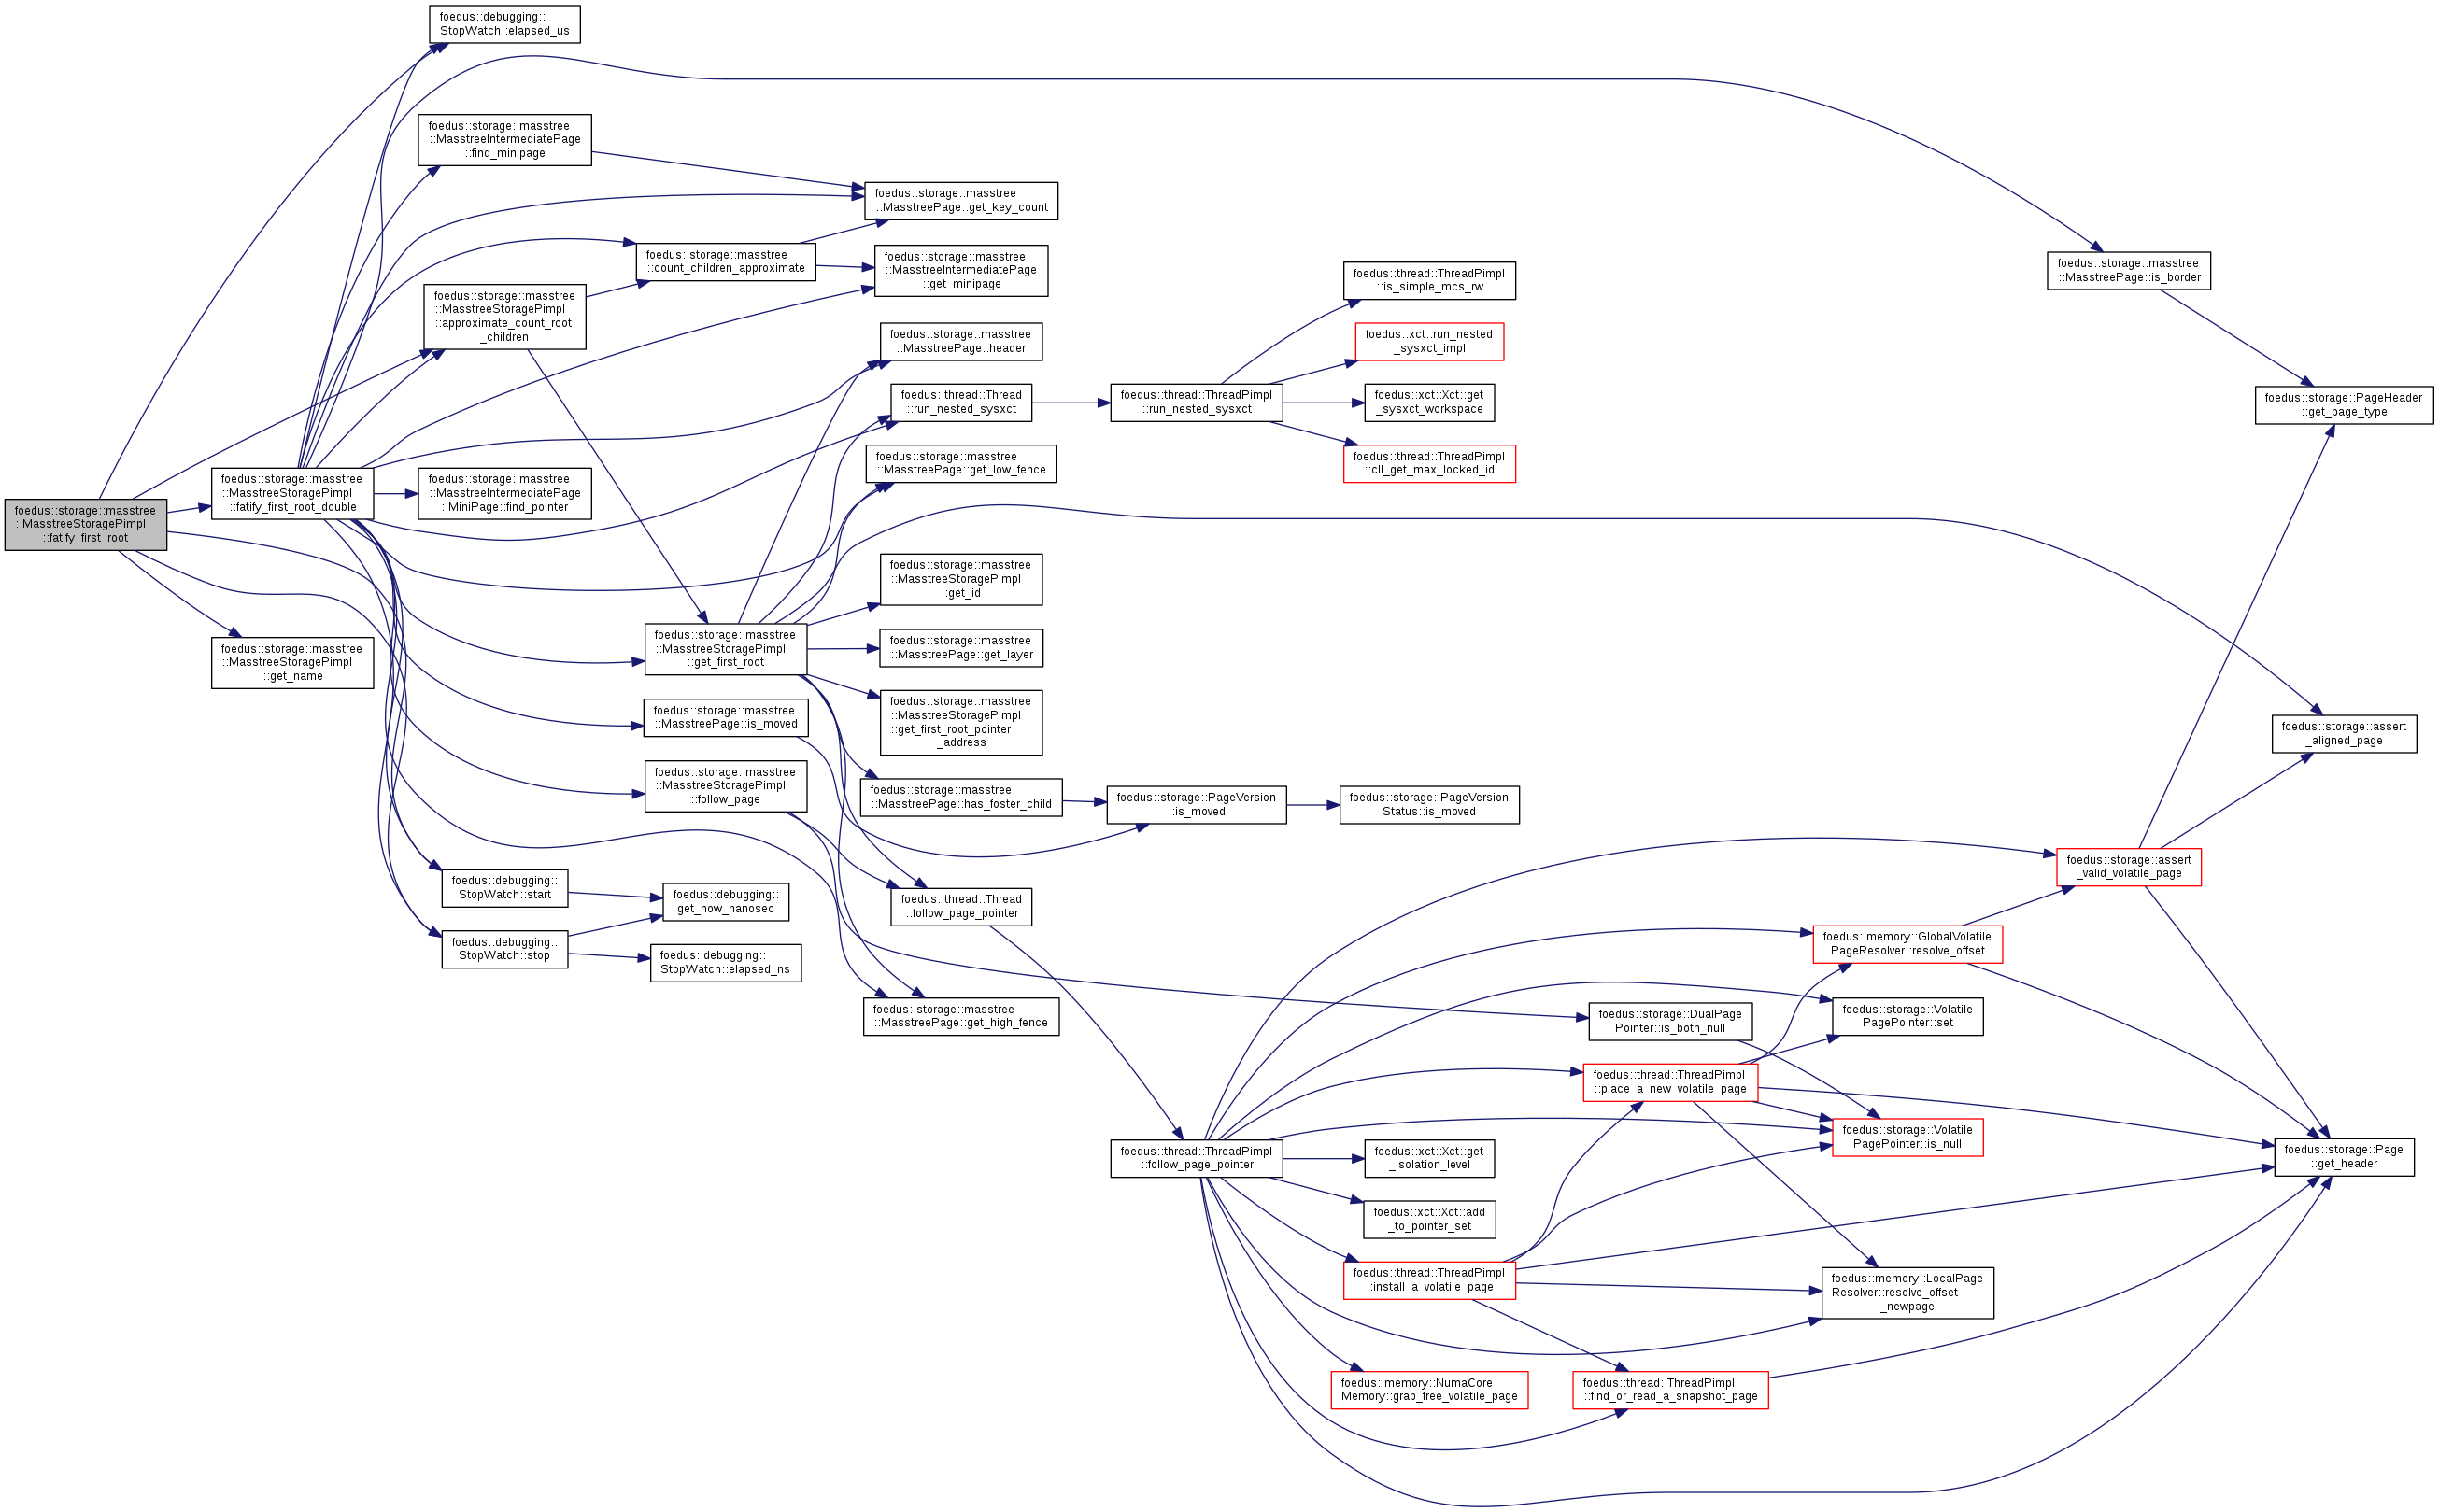 foedus::debugging::
StopWatch::elapsed_us
foedus::storage::masstree
::MasstreeIntermediatePage
::find_minipage
foedus::storage::masstree
::MasstreePage::get_key_count
foedus::storage::masstree
::count_children_approximate
foedus::storage::masstree
::MasstreeIntermediatePage
::get_minipage
foedus::storage::masstree
::MasstreeStoragePimpl
::approximate_count_root
_children
foedus::storage::masstree
::MasstreePage::header
foedus::thread::Thread
::run_nested_sysxct
foedus::thread::ThreadPimpl
::is_simple_mcs_rw
foedus::xct::run_nested
_sysxct_impl
foedus::thread::ThreadPimpl
::run_nested_sysxct
foedus::xct::Xct::get
_sysxct_workspace
foedus::thread::ThreadPimpl
::cll_get_max_locked_id
foedus::storage::masstree
::MasstreePage::is_border
foedus::storage::PageHeader
::get_page_type
foedus::storage::masstree
::MasstreePage::get_low_fence
foedus::storage::masstree
::MasstreeStoragePimpl
::fatify_first_root_double
foedus::storage::masstree
::MasstreeIntermediatePage
::MiniPage::find_pointer
foedus::storage::masstree
::MasstreeStoragePimpl
::fatify_first_root
foedus::storage::masstree
::MasstreeStoragePimpl
::get_name
foedus::storage::masstree
::MasstreeStoragePimpl
::get_id
foedus::storage::masstree
::MasstreeStoragePimpl
::get_first_root
foedus::storage::masstree
::MasstreePage::get_layer
foedus::storage::masstree
::MasstreeStoragePimpl
::get_first_root_pointer
_address
foedus::storage::masstree
::MasstreePage::is_moved
foedus::storage::masstree
::MasstreeStoragePimpl
::follow_page
foedus::storage::masstree
::MasstreePage::has_foster_child
foedus::storage::PageVersion
::is_moved
foedus::storage::PageVersion
Status::is_moved
foedus::storage::assert
_aligned_page
foedus::storage::assert
_valid_volatile_page
foedus::debugging::
StopWatch::start
foedus::debugging::
get_now_nanosec
foedus::debugging::
StopWatch::stop
foedus::debugging::
StopWatch::elapsed_ns
foedus::thread::Thread
::follow_page_pointer
foedus::storage::masstree
::MasstreePage::get_high_fence
foedus::memory::GlobalVolatile
PageResolver::resolve_offset
foedus::storage::DualPage
Pointer::is_both_null
foedus::storage::Volatile
PagePointer::set
foedus::thread::ThreadPimpl
::place_a_new_volatile_page
foedus::storage::Volatile
PagePointer::is_null
foedus::thread::ThreadPimpl
::follow_page_pointer
foedus::xct::Xct::get
_isolation_level
foedus::storage::Page
::get_header
foedus::xct::Xct::add
_to_pointer_set
foedus::thread::ThreadPimpl
::install_a_volatile_page
foedus::memory::LocalPage
Resolver::resolve_offset
_newpage
foedus::memory::NumaCore
Memory::grab_free_volatile_page
foedus::thread::ThreadPimpl
::find_or_read_a_snapshot_page